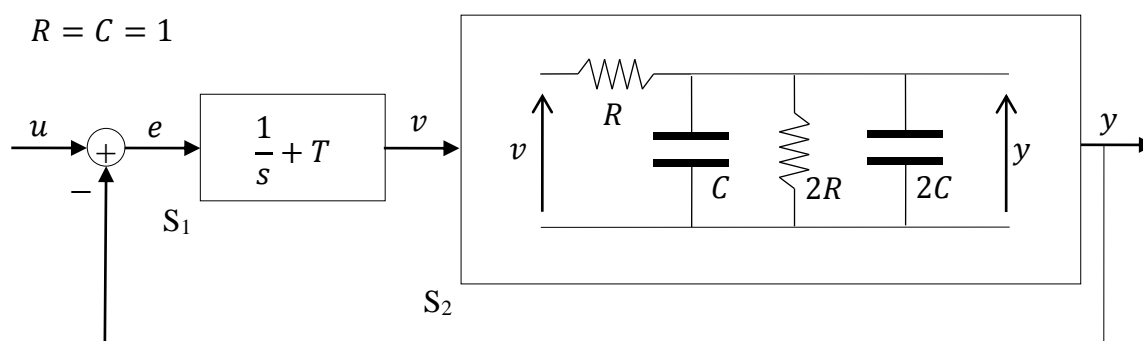 R = C = 1
u
+
−
e
1/s + T
v
S₁
v
R
C
2R
2C
y
S₂
y